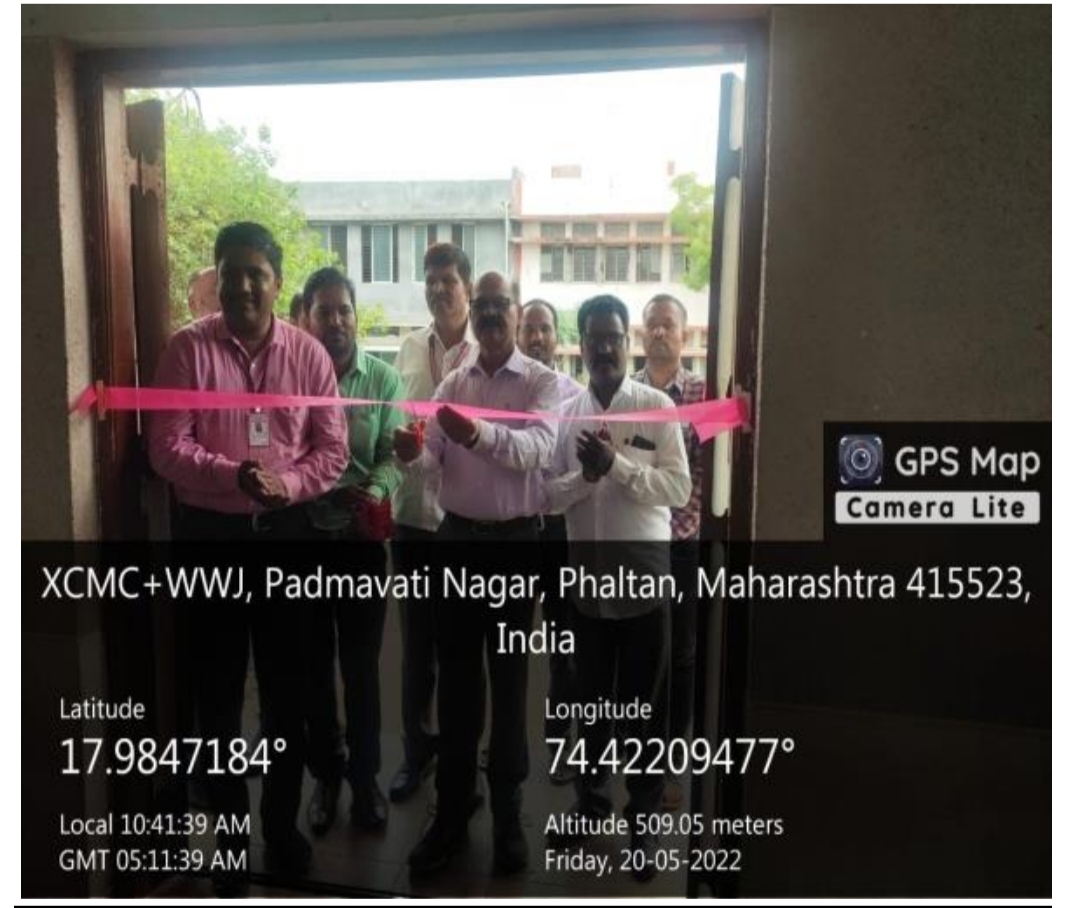 GPS Map
Camera Lite
XCMC+WWJ, Padmavati Nagar, Phaltan, Maharashtra 415523,
India
Latitude
17.9847184°
Longitude
74.42209477°
Local 10:41:39 AM
GMT 05:11:39 AM
Altitude 509.05 meters
Friday, 20-05-2022